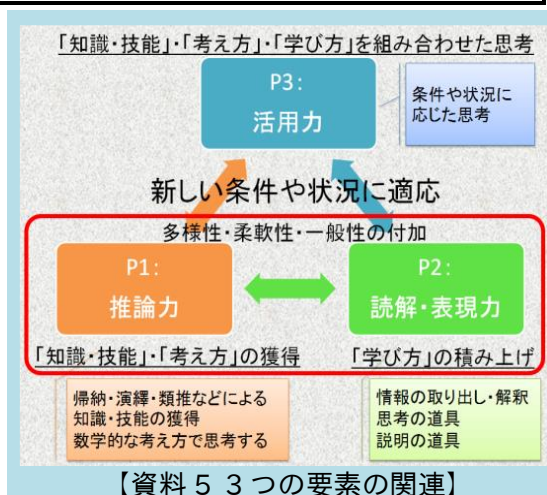 「知識・技能」・「考え方」・「学び方」を組み合わせた思考
P3：
活用力
条件や状況に
応じた思考
新しい条件や状況に適応
多様性・柔軟性・一般性の付加
P1：
推論力
P2：
読解・表現力
「知識・技能」・「考え方」の獲得
「学び方」の積み上げ
帰納・演繹・類推などによる
知識・技能の獲得
数学的な考え方で思考する
情報の取り出し・解釈
思考の道具
説明の道具
【資料５ ３つの要素の関連】